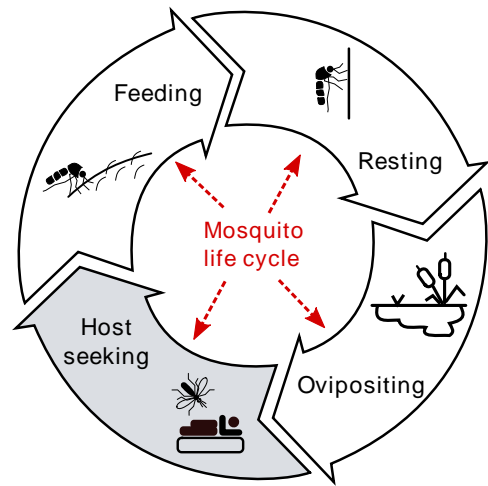 Feeding
Resting
Mosquito
life cycle
Host
seeking
Ovipositing